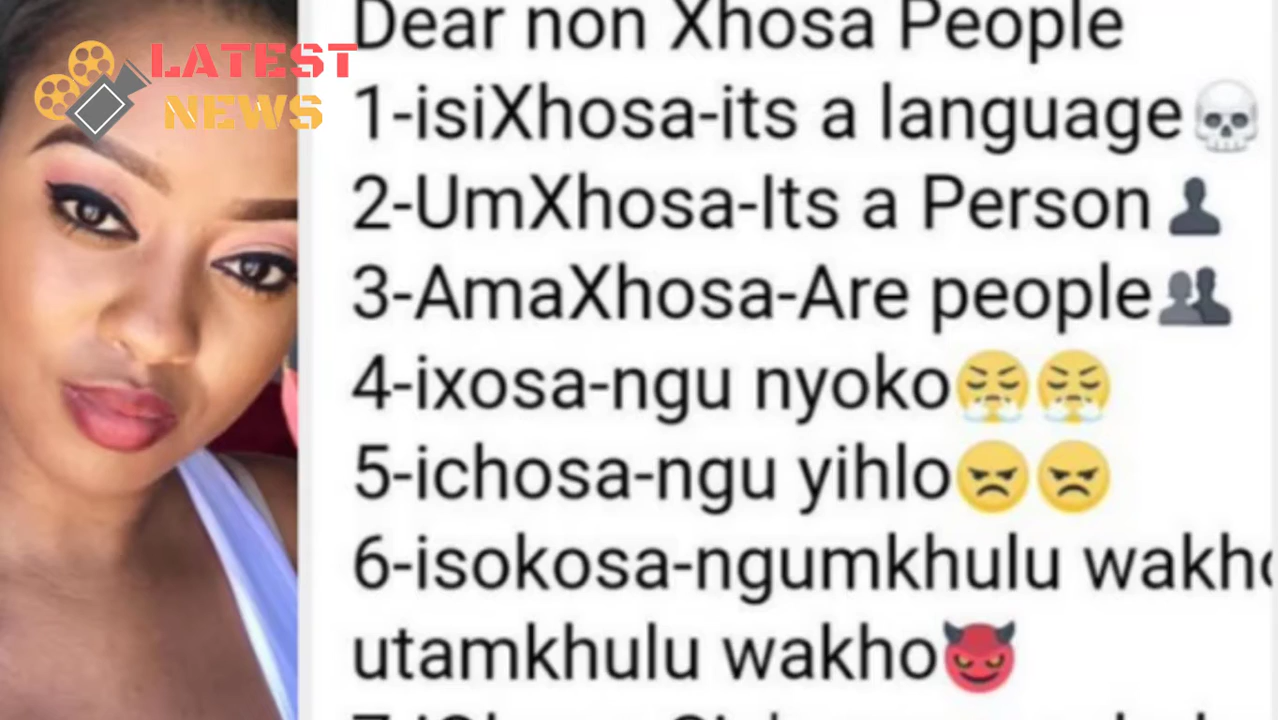 LATEST
NEWS
Dear non Xhosa People
1-isiXhosa-its a language💀
2-UmXhosa-Its a Person👤
3-AmaXhosa-Are people👥
4-ixosa-ngu nyoko😤😤
5-ichosa-ngu yihlo😠😠
6-isokosa-ngumkhulu
utamkhulu wakho😈